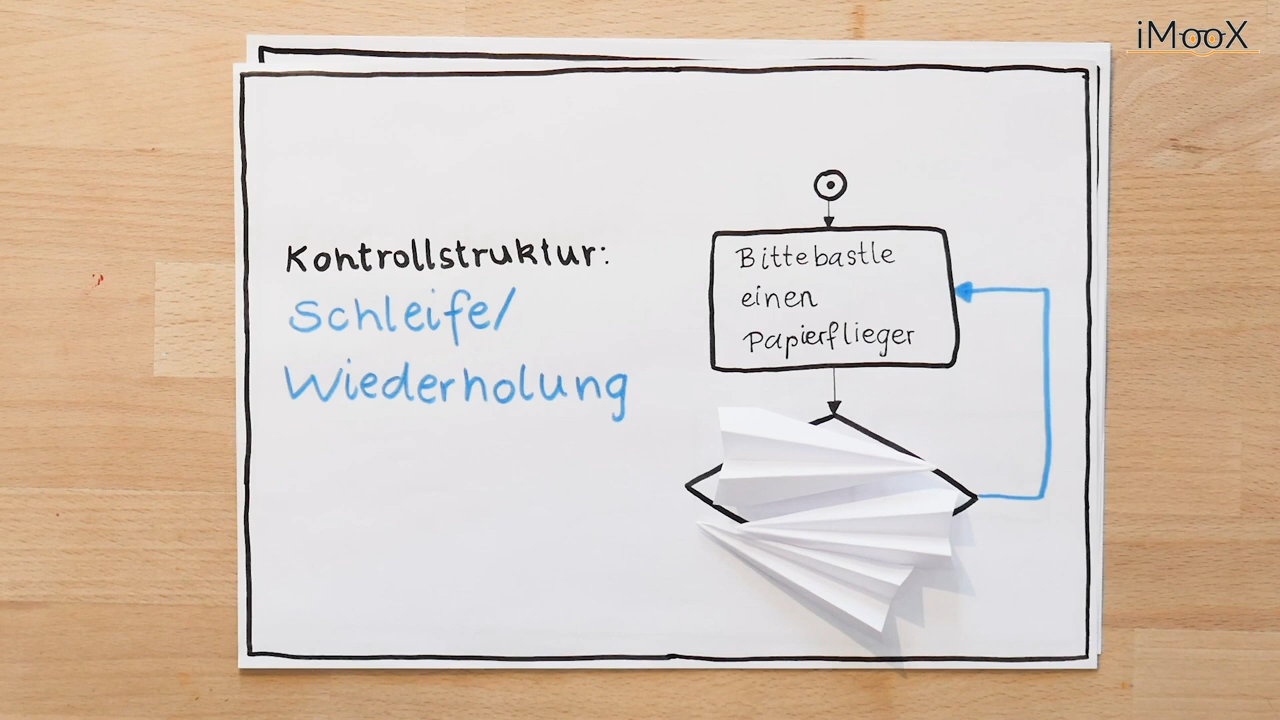 iMooX
Kontrollstruktur:
Schleife/
Wiederholung
Bittebastle
einen
Papierflieger